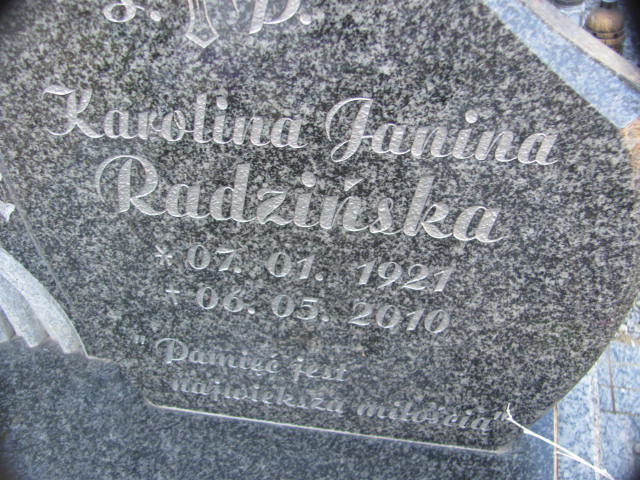 Ś. P.
Karolina Janina
Radzińska
* 07. 01. 1921
+ 06. 05. 2010
"Pamięć jest
największą miłością"